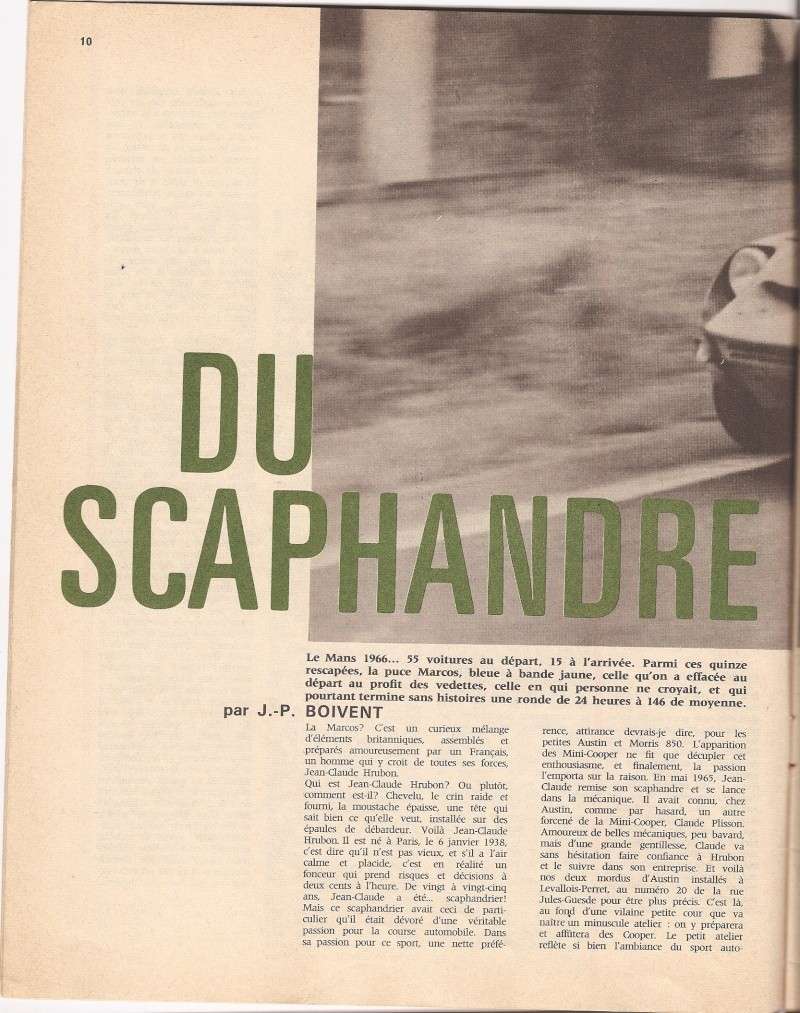 10
DU
SCAPHANDRE
Le Mans 1966... 55 voitures au départ, 15 à l'arrivée. Parmi ces quinze
rescapées, la puce Marcos, bleue à bande jaune, celle qu'on a effacée au
départ au profit des vedettes, celle en qui personne ne croyait, et qui
pourtant termine sans histoires une ronde de 24 heures à 146 de moyenne.
par J.-P. BOIVENT
La Marcos? C'est un curieux mélange
d'éléments britanniques, assemblés et
préparés amoureusement par un Français,
un homme qui y croit de toutes ses forces,
Jean-Claude Hrubon.
Qui est Jean-Claude Hrubon? Ou plutôt,
comment est-il? Chevelu, le crin raide et
fourni, la moustache épaisse, une tête qui
sait bien ce qu'elle veut, installée sur des
épaules de débardeur. Voilà Jean-Claude
Hrubon. Il est né à Paris, le 6 janvier 1938,
c'est dire qu'il n'est pas vieux, et s'il a l'air
calme et placide, c'est en réalité un
fonceur qui prend risques et décisions à
deux cents à l'heure. De vingt à vingt-cinq
ans, Jean-Claude a été... scaphandrier!
Mais ce scaphandrier avait ceci de parti-
culier qu'il était dévoré d'une véritable
passion pour la course automobile. Dans
sa passion pour ce sport, une nette préfé-
rence, attirance devrais-je dire, pour les
petites Austin et Morris 850. L'apparition
des Mini-Cooper ne fit que décupler cet
enthousiasme, et finalement, la passion
l'emporta sur la raison. En mai 1965, Jean-
Claude remise son scaphandre et se lance
dans la mécanique. Il avait connu, chez
Austin, comme par hasard, un autre
forcené de la Mini-Cooper, Claude Plisson.
Amoureux de belles mécaniques, peu bavard,
mais d'une grande gentillesse, Claude va
sans hésitation faire confiance à Hrubon
et le suivre dans son entreprise. Et voilà
nos deux mordus d'Austin installés à
Levallois-Perret, au numéro 20 de la rue
Jules-Guesde pour être plus précis. C'est là,
au fond d'une vilaine petite cour que va
naître un minuscule atelier : on y préparera
et affûtera des Cooper. Le petit atelier
reflète si bien l'ambiance du sport auto-